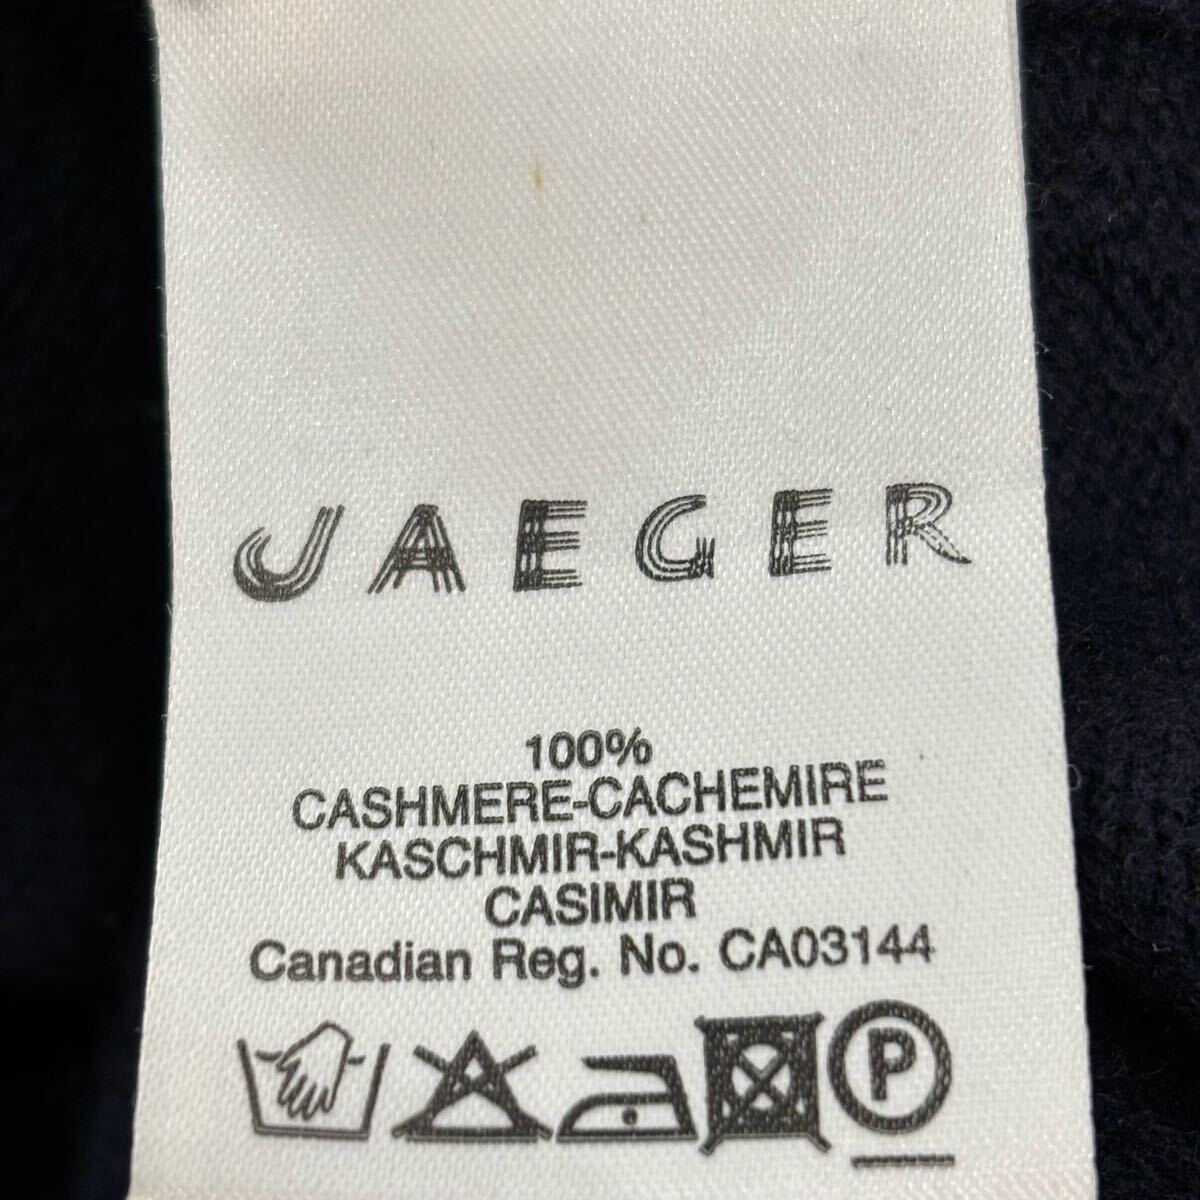 JAEGER
100%
CASHMERE-CACHEMIRE
KASCHMIR-KASHMIR
CASIMIR
Canadian Reg. No. CA03144
P